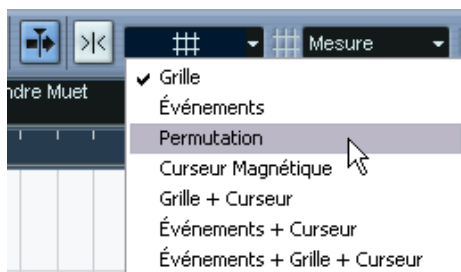 Mesure
ndre Muet
Grille
Événements
Permutation
Curseur Magnétique
Grille + Curseur
Événements + Curseur
Événements + Grille + Curseur